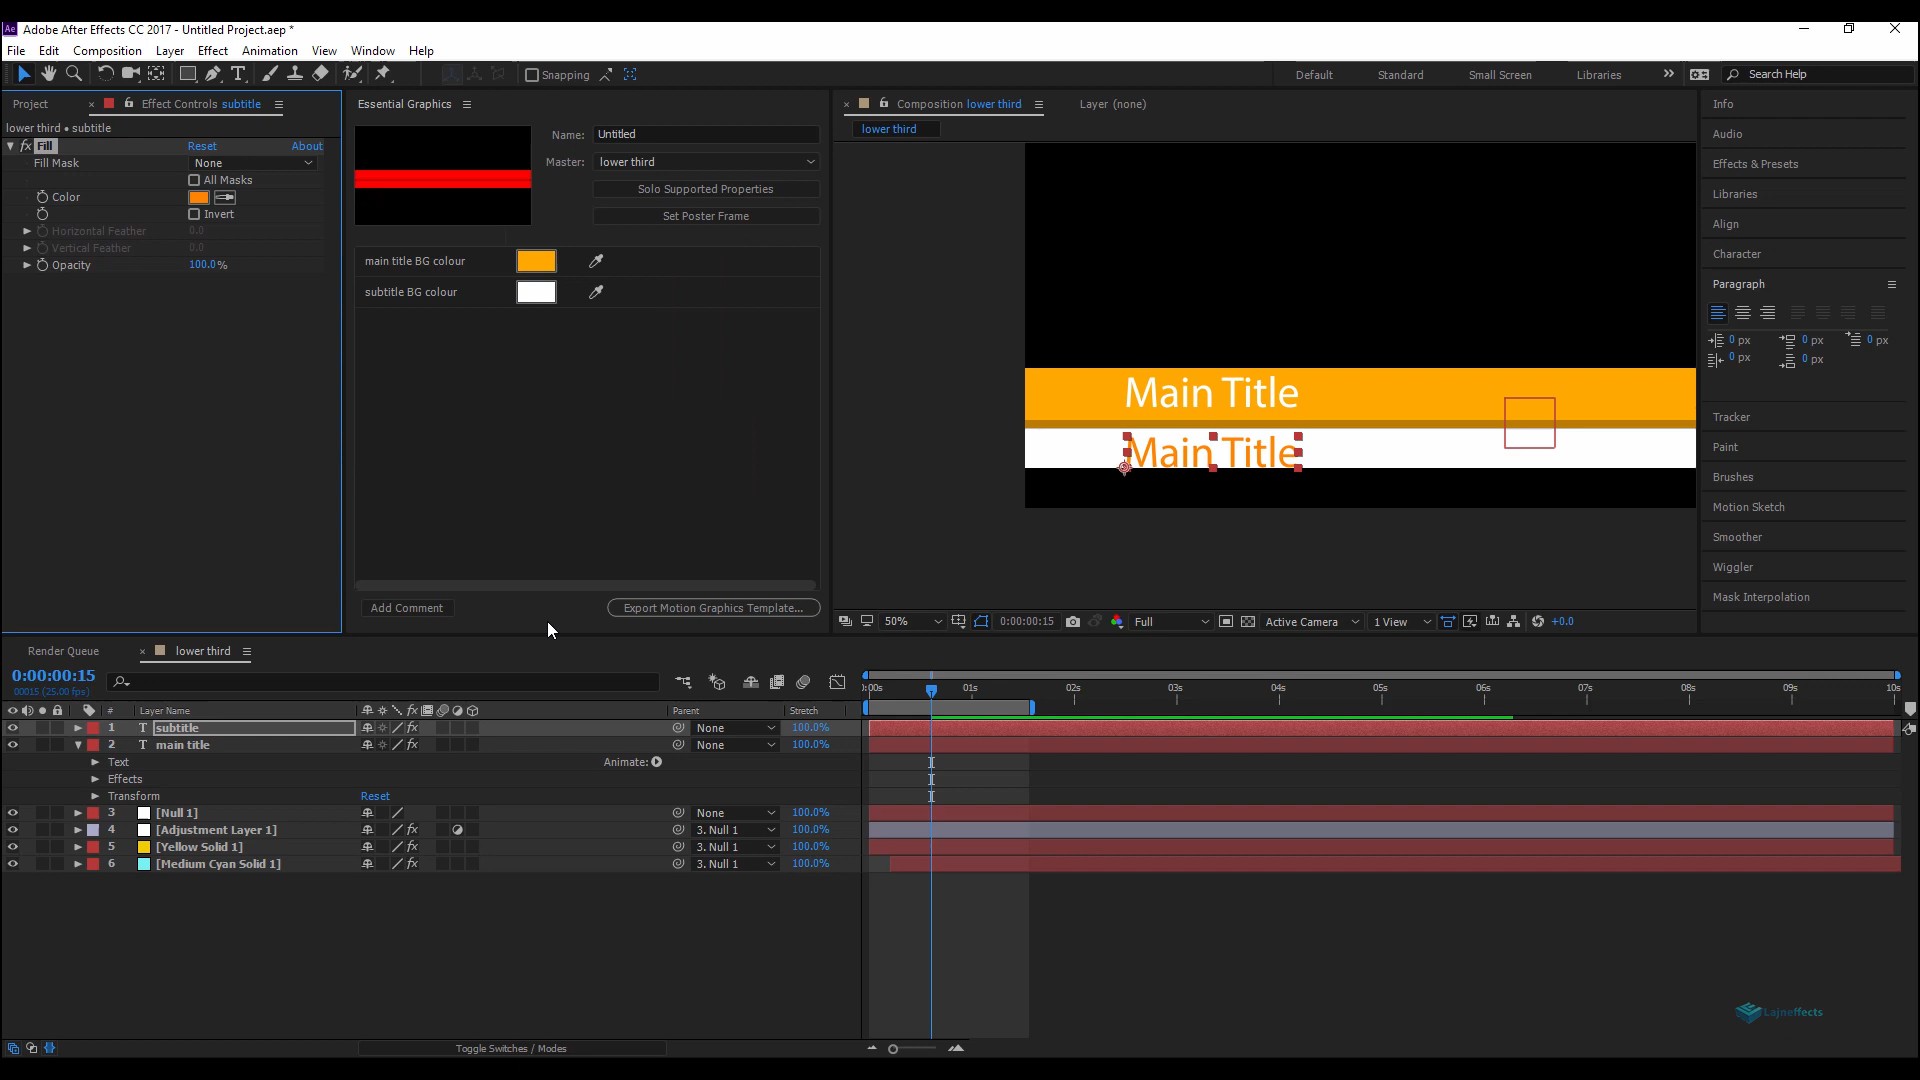 Ae Adobe After Effects CC 2017 - Untitled Project.aep *
File Edit Composition Layer Effect Animation View Window Help
Snapping Default Standard Small Screen Libraries Search Help
Project Effect Controls subtitle
Essential Graphics
Composition lower third Layer (none)
Info
lower third • subtitle
lower third
Fill Reset About
Fill Mask None
All Masks
Color
Invert
Horizontal Feather 0.0
Vertical Feather 0.0
Opacity 100.0%
Name: Untitled
Master: lower third
Solo Supported Properties
Set Poster Frame
main title BG colour
subtitle BG colour
Add Comment Export Motion Graphics Template...
Main Title
Main Title
50% 0:00:00:15 Full Active Camera 1 View +0.0
Audio
Effects & Presets
Libraries
Align
Character
Paragraph
0 px 0 px 0 px
0 px 0 px
Tracker
Paint
Brushes
Motion Sketch
Smoother
Wiggler
Mask Interpolation
Render Queue lower third
0:00:00:15
00015 (25.00 fps)
:00s 01s 02s 03s 04s 05s 06s 07s 08s 09s 10s
# Layer Name Parent Stretch
1 T subtitle None 100.0%
2 T main title None 100.0%
Text Animate:
Effects
Transform Reset
3 [Null 1] None 100.0%
4 [Adjustment Layer 1] 3. Null 1 100.0%
5 [Yellow Solid 1] 3. Null 1 100.0%
6 [Medium Cyan Solid 1] 3. Null 1 100.0%
Toggle Switches / Modes
Lajneffects